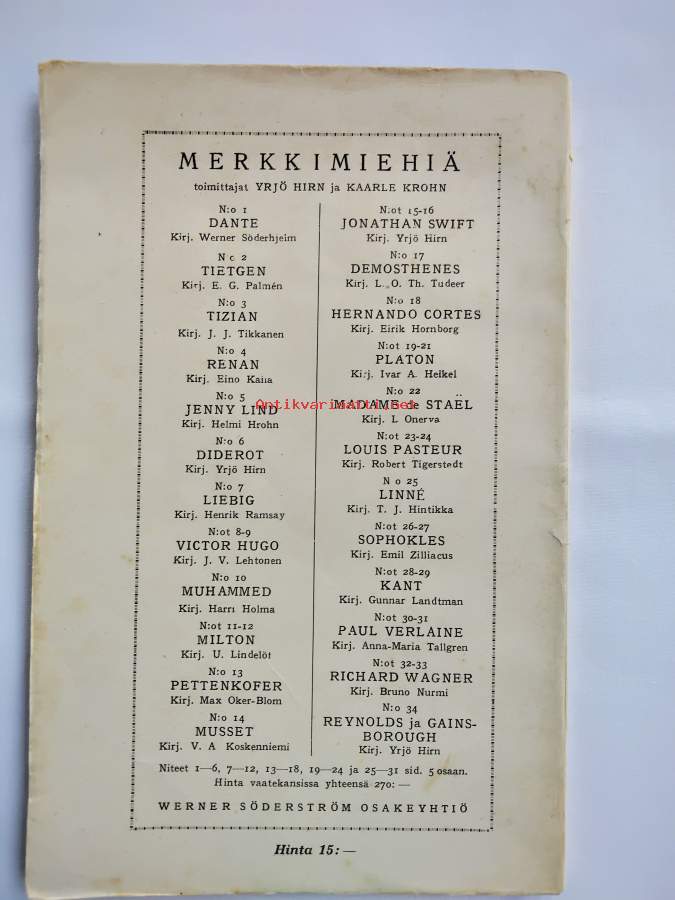 MERKKIMIEHIÄ
toimittajat YRJÖ HIRN ja KAARLE KROHN
N:o 1
DANTE
Kirj. Werner Söderhjeim
N:o 2
TIETGEN
Kirj. E. G. Palmén
N:o 3
TIZIAN
Kirj. J. J. Tikkanen
N:o 4
RENAN
Kirj. Eino Kaila
N:o 5
JENNY LIND
Kirj. Helmi Hrohn
N:o 6
DIDEROT
Kirj. Yrjö Hirn
N:o 7
LIEBIG
Kirj. Henrik Ramsay
N:ot 8-9
VICTOR HUGO
Kirj. J. V. Lehtonen
N:o 10
MUHAMMED
Kirj. Harri Holma
N:ot 11-12
MILTON
Kirj. U. Lindelöf
N:o 13
PETTENKOFER
Kirj. Max Oker-Blom
N:o 14
MUSSET
Kirj. V. A Koskenniemi
N:ot 15-16
JONATHAN SWIFT
Kirj. Yrjö Hirn
N:o 17
DEMOSTHENES
Kirj. L. O. Th. Tudeer
N:o 18
HERNANDO CORTES
Kirj. Eirik Hornborg
N:ot 19-21
PLATON
Kirj. Ivar A. Heikel
N:o 22
MADAME de STAËL
Kirj. L Onerva
N:ot 23-24
LOUIS PASTEUR
Kirj. Robert Tigerstedt
N o 25
LINNÉ
Kirj. T. J. Hintikka
N:ot 26-27
SOPHOKLES
Kirj. Emil Zilliacus
N:ot 28-29
KANT
Kirj. Gunnar Landtman
N:ot 30-31
PAUL VERLAINE
Kirj. Anna-Maria Tallgren
N:ot 32-33
RICHARD WAGNER
Kirj. Bruno Nurmi
N:o 34
REYNOLDS ja GAINS-
BOROUGH
Kirj. Yrjö Hirn
Niteet 1—6, 7—12, 13—18, 19—24 ja 25—31 sid. 5 osaan.
Hinta vaatekansissa yhteensä 270: —
WERNER SÖDERSTRÖM OSAKEYHTIÖ
Hinta 15: —
Antikvariaatti.net